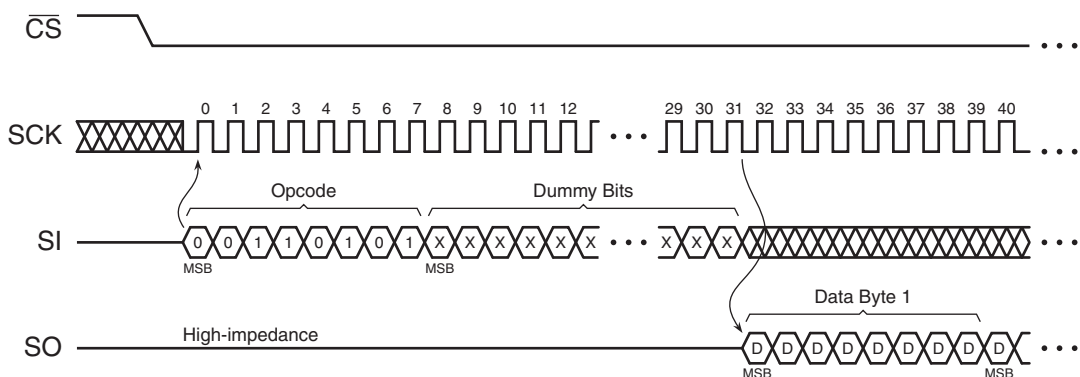 CS
0 1 2 3 4 5 6 7 8 9 10 11 12 29 30 31 32 33 34 35 36 37 38 39 40
SCK
Opcode Dummy Bits
SI 0 0 1 1 0 1 0 1 X X X X X X X X X
MSB MSB
Data Byte 1
High-impedance
SO D D D D D D D D D
MSB MSB